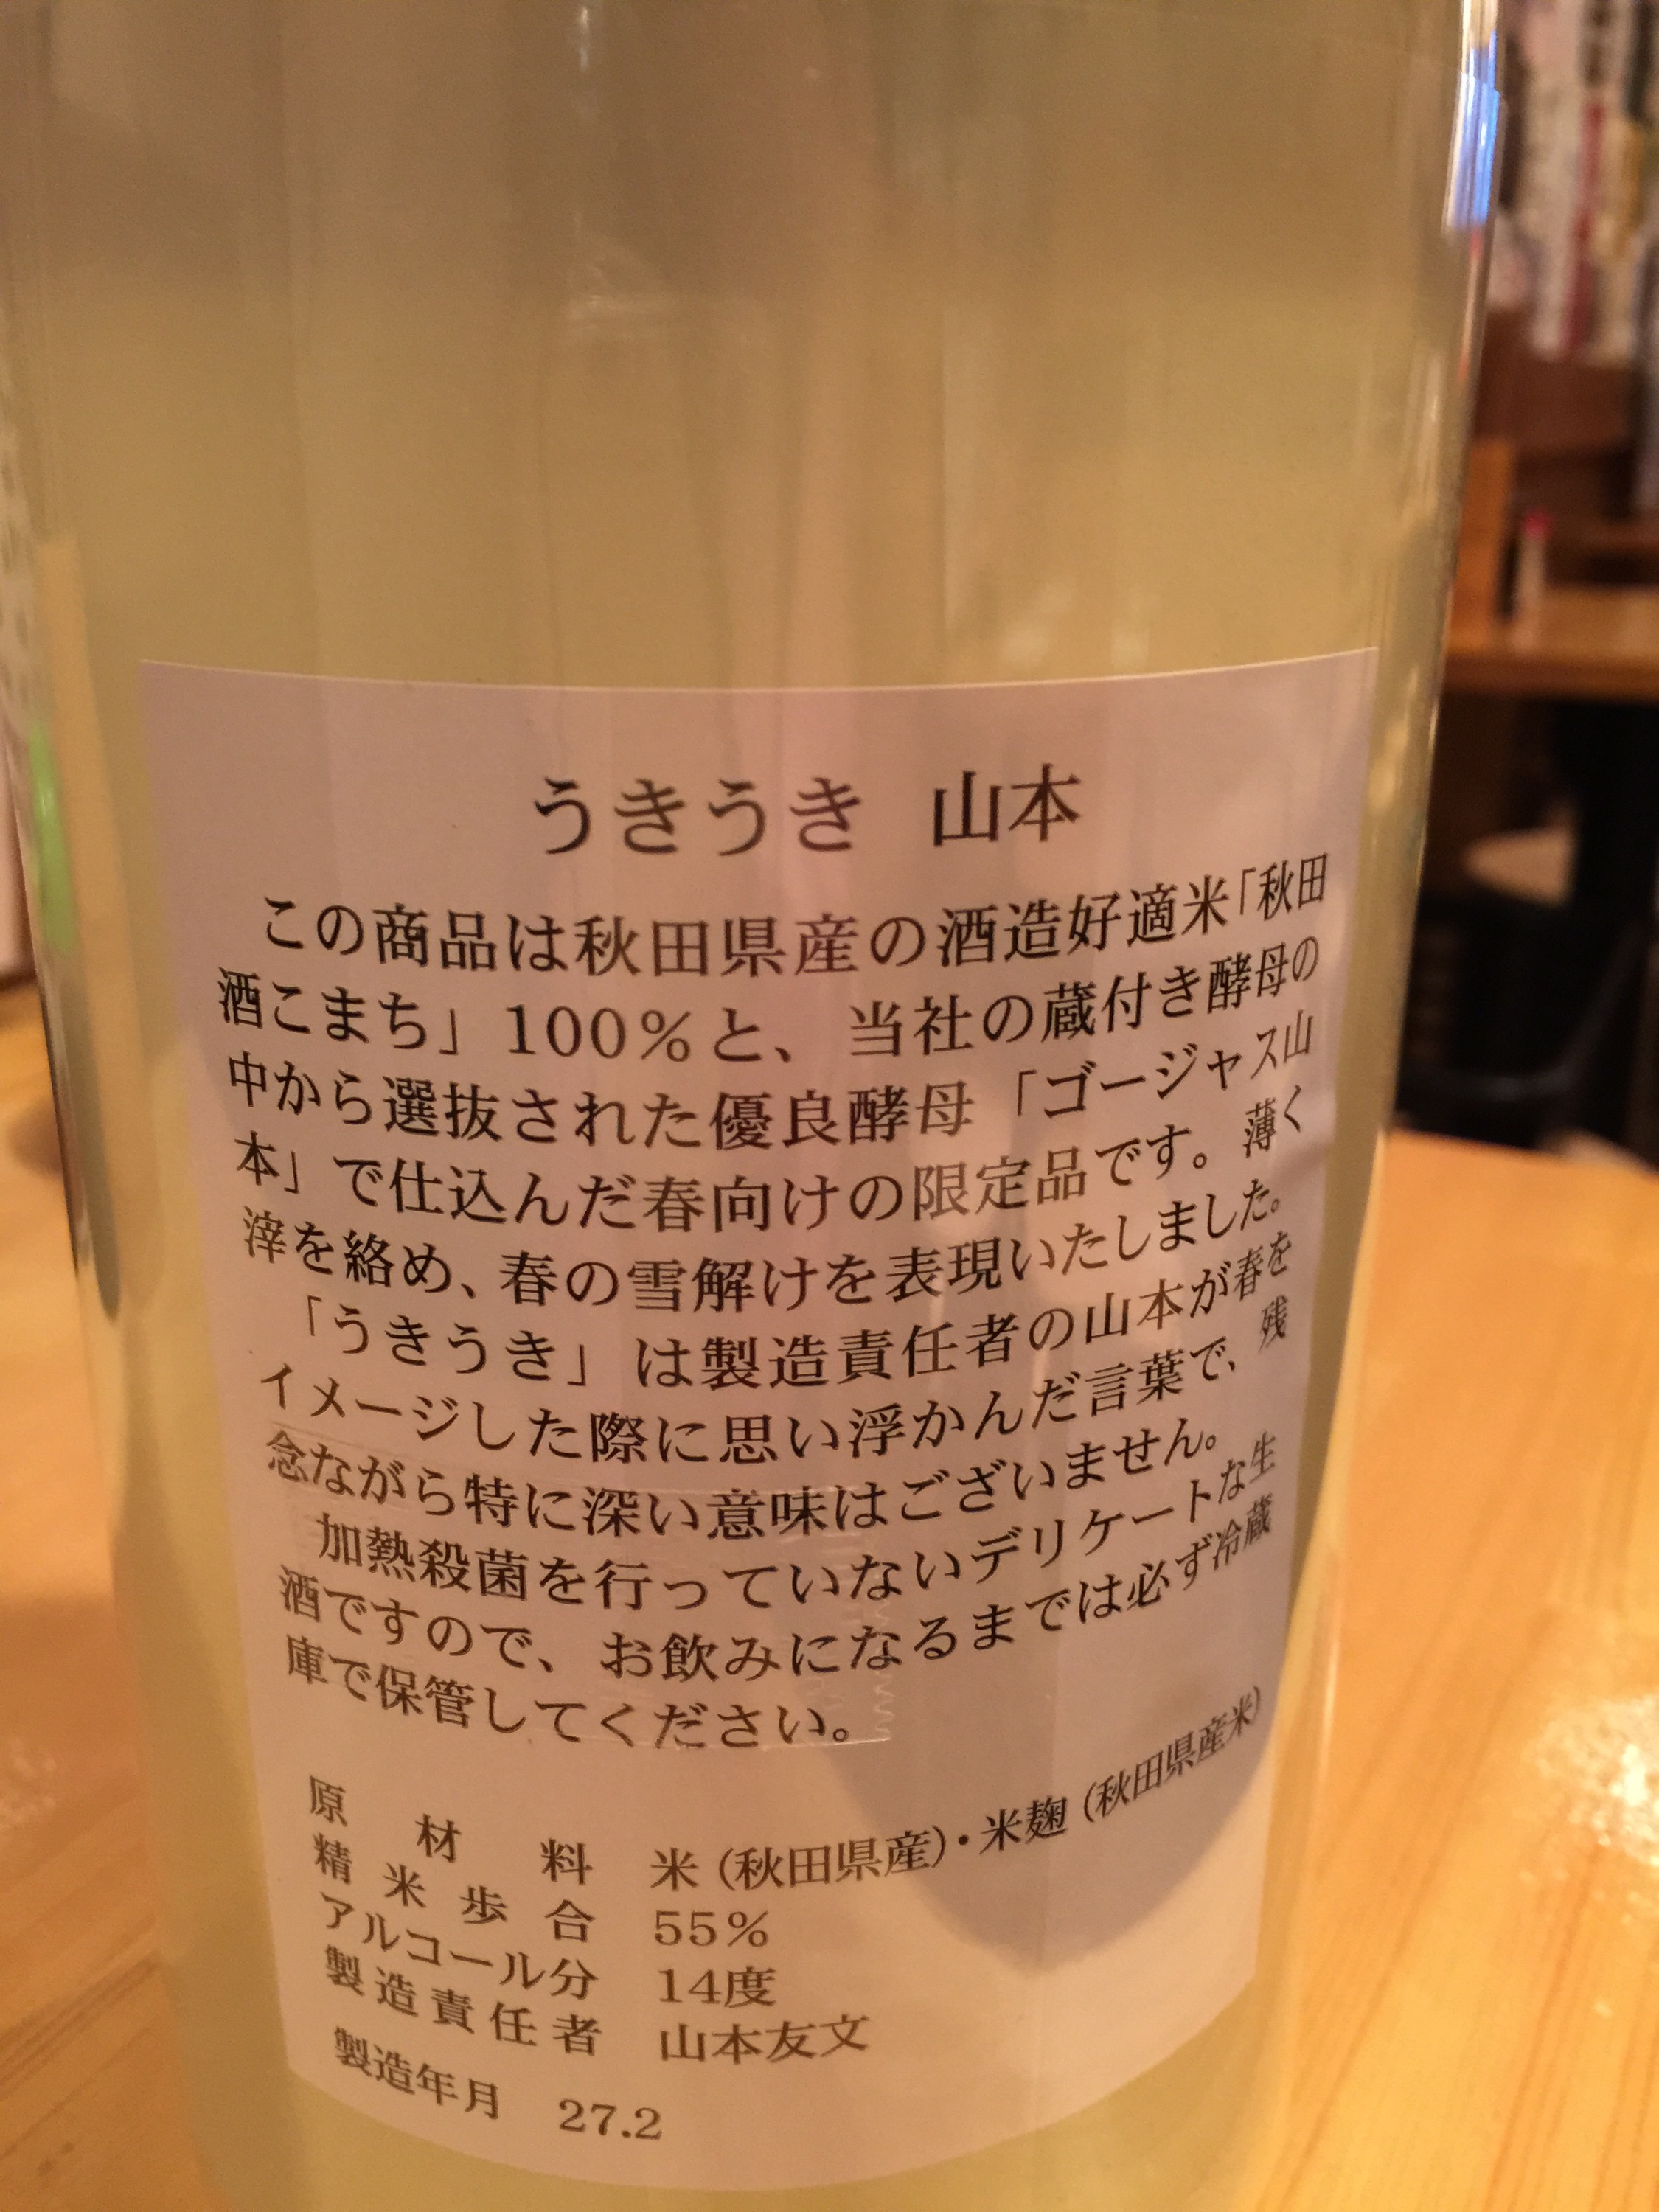 うきうき 山本
この商品は秋田県産の酒造好適米「秋田
酒こまち」100%と、当社の蔵付き酵母の
中から選抜された優良酵母「ゴージャス山
本」で仕込んだ春向けの限定品です。薄く
滓を絡め、春の雪解けを表現いたしました。
「うきうき」は製造責任者の山本が春を
イメージした際に思い浮かんだ言葉で、残
念ながら特に深い意味はございません。
加熱殺菌を行っていないデリケートな生
酒ですので、お飲みになるまでは必ず冷蔵
庫で保管してください。
原材料 米(秋田県産)・米麹(秋田県産米)
精米歩合 55%
アルコール分 14度
製造責任者 山本友文
製造年月 27.2